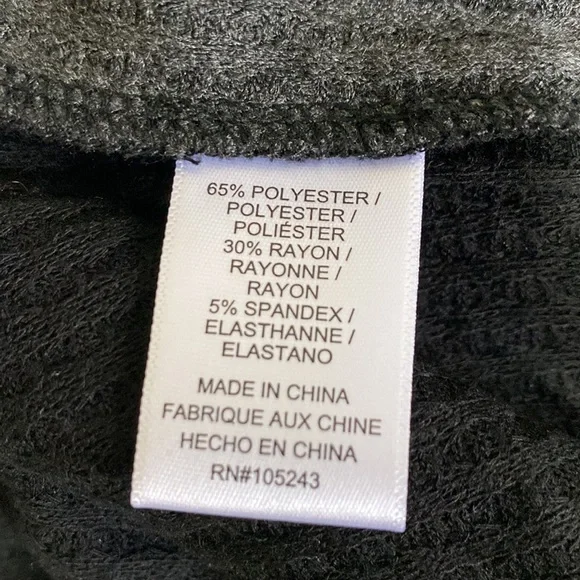 65% POLYESTER /
POLYESTER /
POLIÉSTER
30% RAYON /
RAYONNE /
RAYON
5% SPANDEX /
ELASTHANNE /
ELASTANO
MADE IN CHINA
FABRIQUE AUX CHINE
HECHO EN CHINA
RN#105243